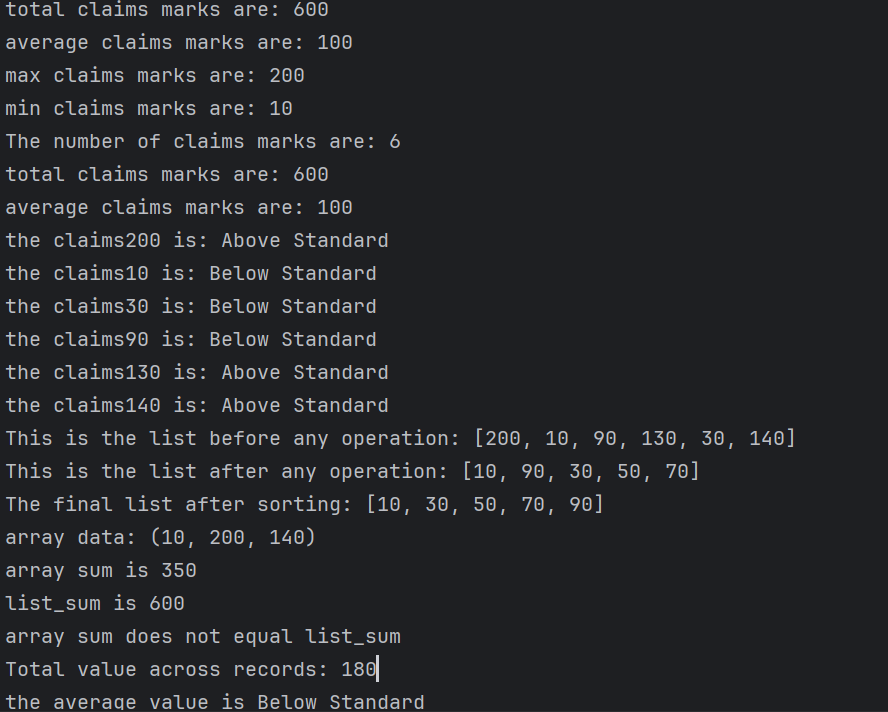 total claims marks are: 600
average claims marks are: 100
max claims marks are: 200
min claims marks are: 10
The number of claims marks are: 6
total claims marks are: 600
average claims marks are: 100
the claims200 is: Above Standard
the claims10 is: Below Standard
the claims30 is: Below Standard
the claims90 is: Below Standard
the claims130 is: Above Standard
the claims140 is: Above Standard
This is the list before any operation: [200, 10, 90, 130, 30, 140]
This is the list after any operation: [10, 90, 30, 50, 70]
The final list after sorting: [10, 30, 50, 70, 90]
array data: (10, 200, 140)
array sum is 350
list_sum is 600
array sum does not equal list_sum
Total value across records: 180
the average value is Below Standard